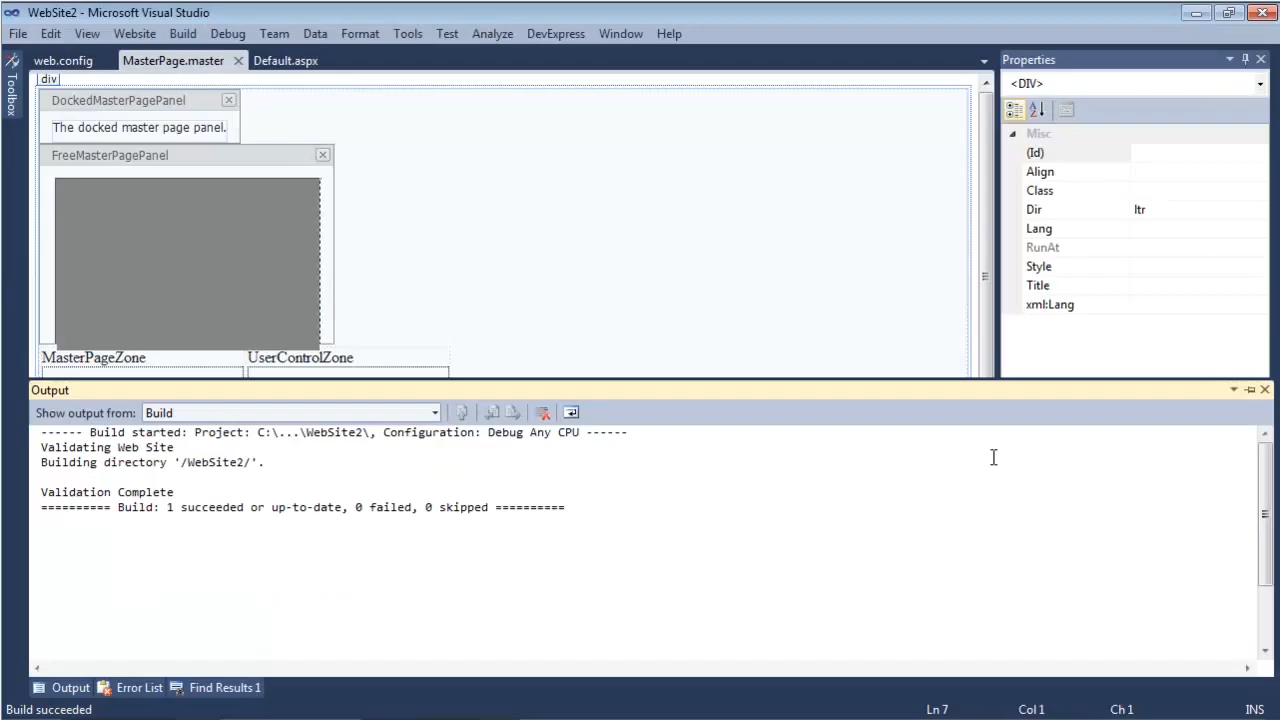 WebSite2 - Microsoft Visual Studio
File Edit View Website Build Debug Team Data Format Tools Test Analyze DevExpress Window Help
Toolbox
web.config MasterPage.master Default.aspx
div
DockedMasterPagePanel
The docked master page panel.
FreeMasterPagePanel
MasterPageZone UserControlZone
Properties
<DIV>
Misc
(Id)
Align
Class
Dir ltr
Lang
RunAt
Style
Title
xml:Lang
Output
Show output from: Build
------ Build started: Project: C:\...\WebSite2\, Configuration: Debug Any CPU ------
Validating Web Site
Building directory '/WebSite2/'.
Validation Complete
========== Build: 1 succeeded or up-to-date, 0 failed, 0 skipped ==========
Output Error List Find Results 1
Build succeeded Ln 7 Col 1 Ch 1 INS